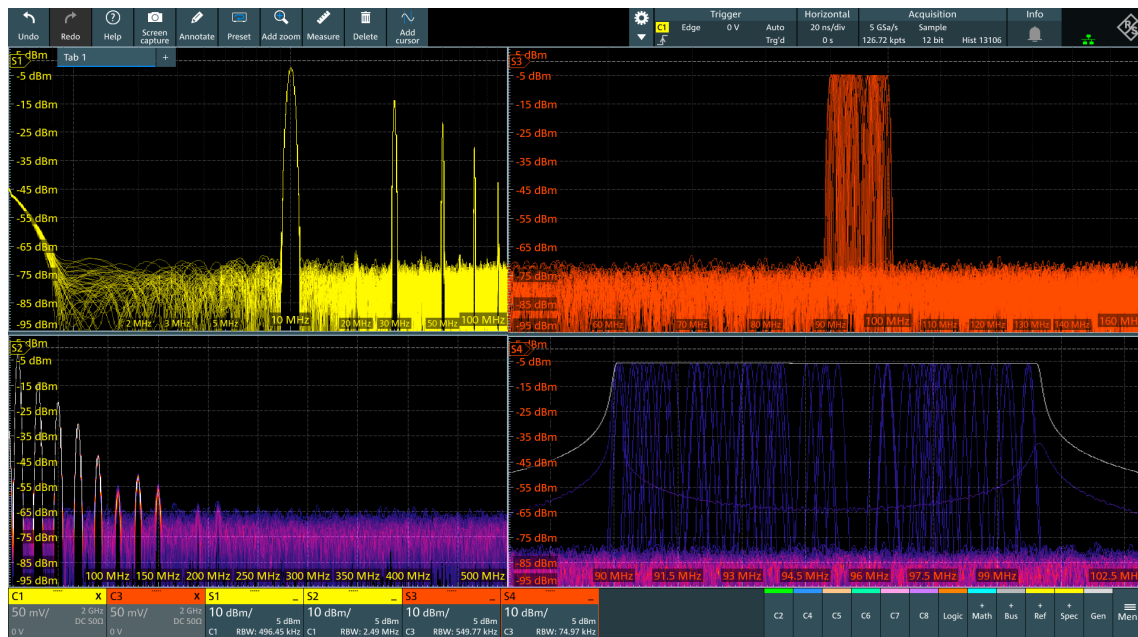 Undo
Redo
Help
Screen capture
Annotate
Preset
Add zoom
Measure
Delete
Add cursor
Trigger
C1 Edge 0 V Auto
Trg'd
Horizontal
20 ns/div
0 s
Acquisition
5 GSa/s Sample
126.72 kpts 12 bit Hist 13106
Info
Tab 1 +
S1
-5 dBm
-15 dBm
-25 dBm
-35 dBm
-45 dBm
-55 dBm
-65 dBm
-75 dBm
-85 dBm
-95 dBm
2 MHz 3 MHz 5 MHz 10 MHz 20 MHz 30 MHz 50 MHz 100 MHz
S3
-5 dBm
-15 dBm
-25 dBm
-35 dBm
-45 dBm
-55 dBm
-65 dBm
-75 dBm
-85 dBm
-95 dBm
60 MHz 70 MHz 80 MHz 90 MHz 100 MHz 110 MHz 120 MHz 130 MHz 140 MHz 160 MHz
S2
-5 dBm
-15 dBm
-25 dBm
-35 dBm
-45 dBm
-55 dBm
-65 dBm
-75 dBm
-85 dBm
-95 dBm
100 MHz 150 MHz 200 MHz 250 MHz 300 MHz 350 MHz 400 MHz 500 MHz
S4
-5 dBm
-15 dBm
-25 dBm
-35 dBm
-45 dBm
-55 dBm
-65 dBm
-75 dBm
-85 dBm
-95 dBm
90 MHz 91.5 MHz 93 MHz 94.5 MHz 96 MHz 97.5 MHz 99 MHz 102.5 MH
C1 X
50 mV/ 2 GHz
DC 50Ω
0 V
C3 X
50 mV/ 2 GHz
DC 50Ω
0 V
S1
10 dBm/
5 dBm
C1 RBW: 496.45 kHz
S2
10 dBm/
5 dBm
C1 RBW: 2.49 MHz
S3
10 dBm/
5 dBm
C3 RBW: 549.77 kHz
S4
10 dBm/
5 dBm
C3 RBW: 74.97 kHz
C2
C4
C5
C6
C7
C8
Logic
+ Math
+ Bus
+ Ref
+ Spec
Gen
Men